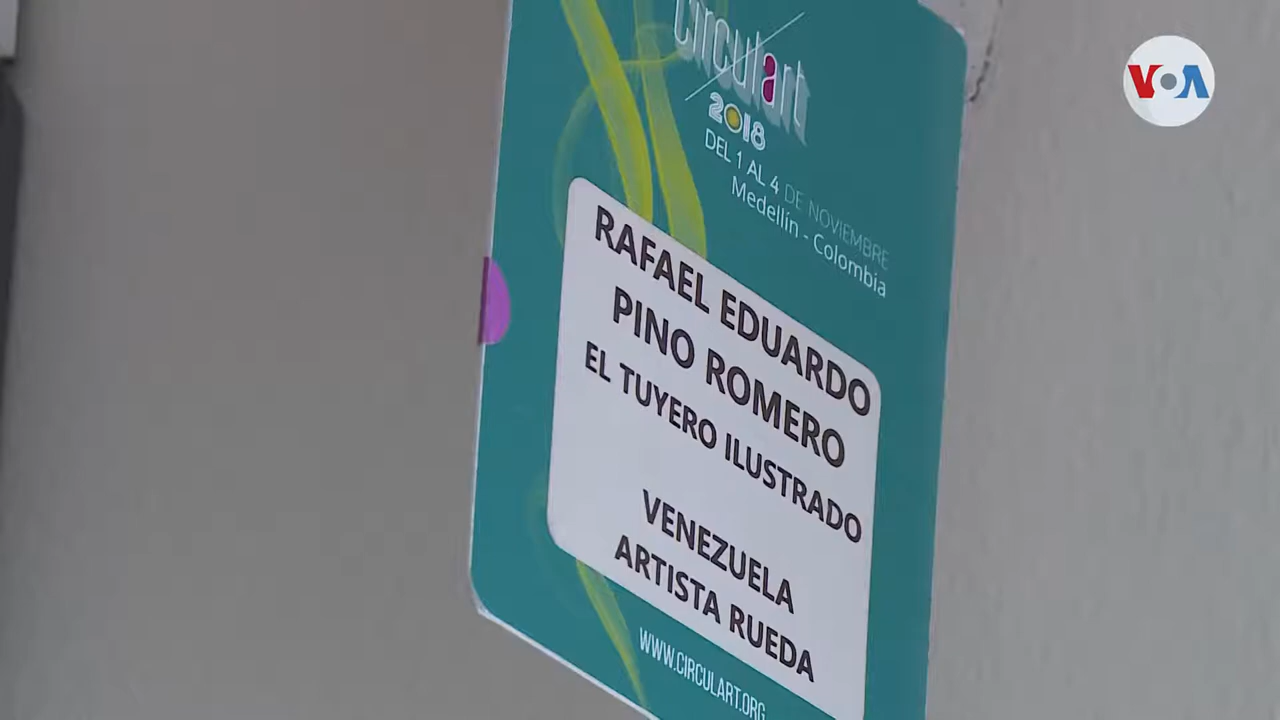 circulart
2018
DEL 1 AL 4 DE NOVIEMBRE
Medellín - Colombia
RAFAEL EDUARDO
PINO ROMERO
EL TUYERO ILUSTRADO
VENEZUELA
ARTISTA RUEDA
WWW.CIRCULART.ORG
VOA